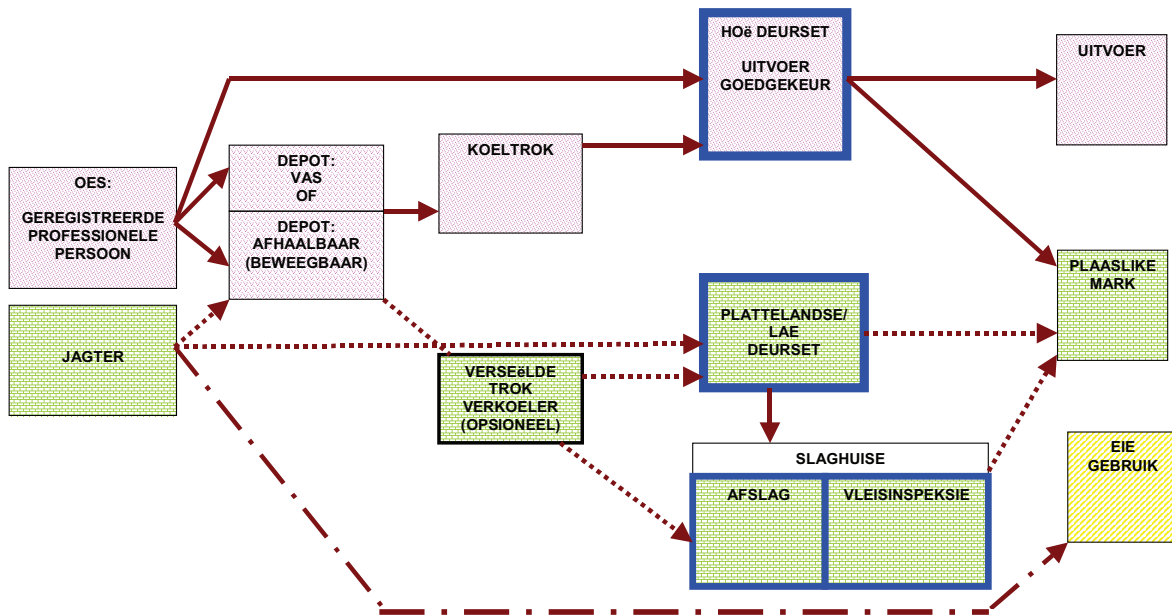 HOë DEURSET
UITVOER
GOEDGEKEUR
UITVOER
KOELTROK
DEPOT:
VAS
OF
DEPOT:
AFHAALBAAR
(BEWEEGBAAR)
OES:
GEREGISTREERDE
PROFESSIONELE
PERSOON
PLAASLIKE
MARK
JAGTER
PLATTELANDSE/
LAE
DEURSET
VERSEëLDE
TROK
VERKOELER
(OPSIONEEL)
SLAGHUISE
AFSLAG
VLEISINSPEKSIE
EIE
GEBRUIK